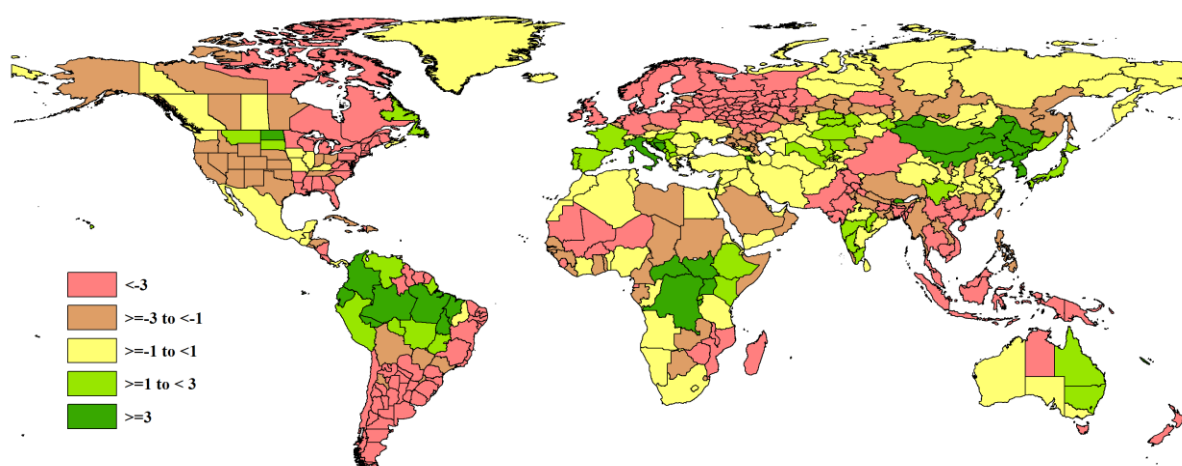 <-3
>=-3 to <-1
>=-1 to <1
>=1 to < 3
>=3